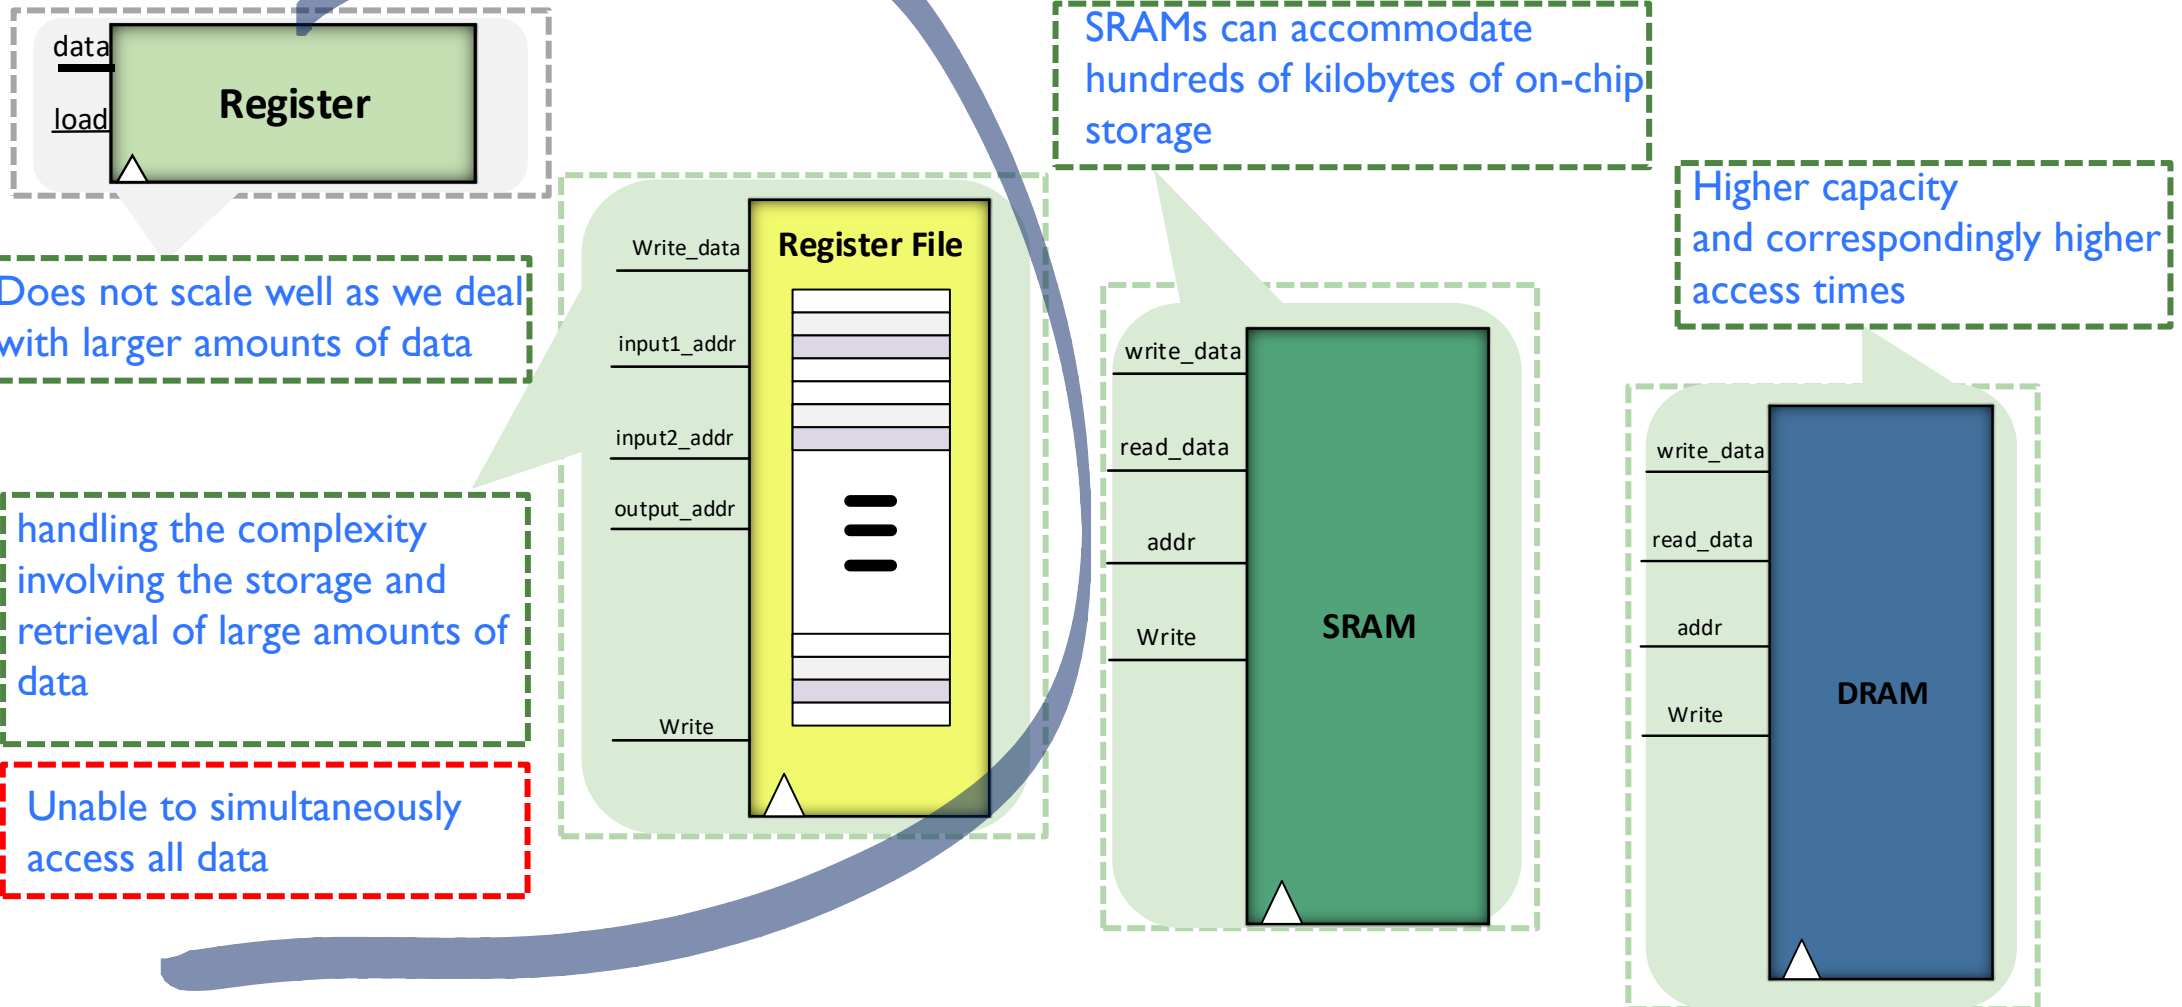 data
load
Register
Does not scale well as we deal
with larger amounts of data
handling the complexity
involving the storage and
retrieval of large amounts of
data
Unable to simultaneously
access all data
Register File
Write_data
input1_addr
input2_addr
output_addr
Write
SRAMs can accommodate
hundreds of kilobytes of on-chip
storage
write_data
read_data
addr
Write
SRAM
Higher capacity
and correspondingly higher
access times
write_data
read_data
addr
Write
DRAM